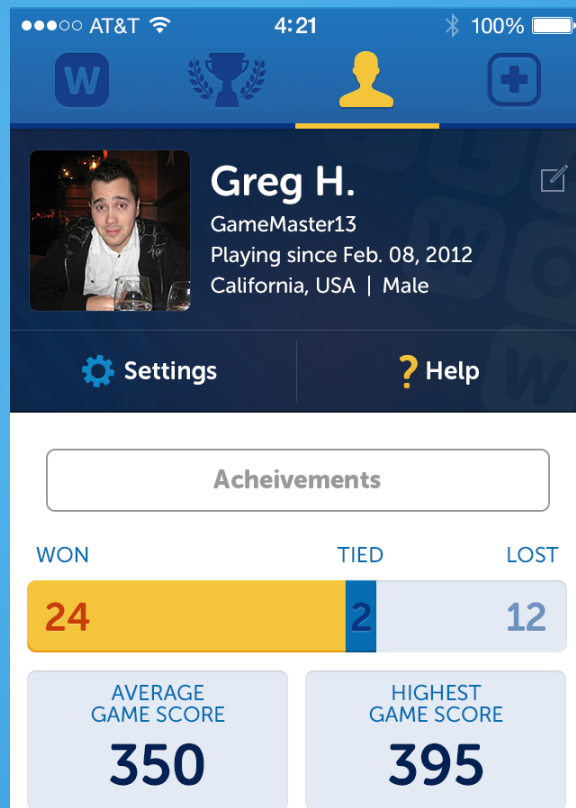 AT&T 4:21 100%
W
Greg H.
GameMaster13
Playing since Feb. 08, 2012
California, USA | Male
Settings ? Help
Acheivements
WON TIED LOST
24 2 12
AVERAGE GAME SCORE
350
HIGHEST GAME SCORE
395